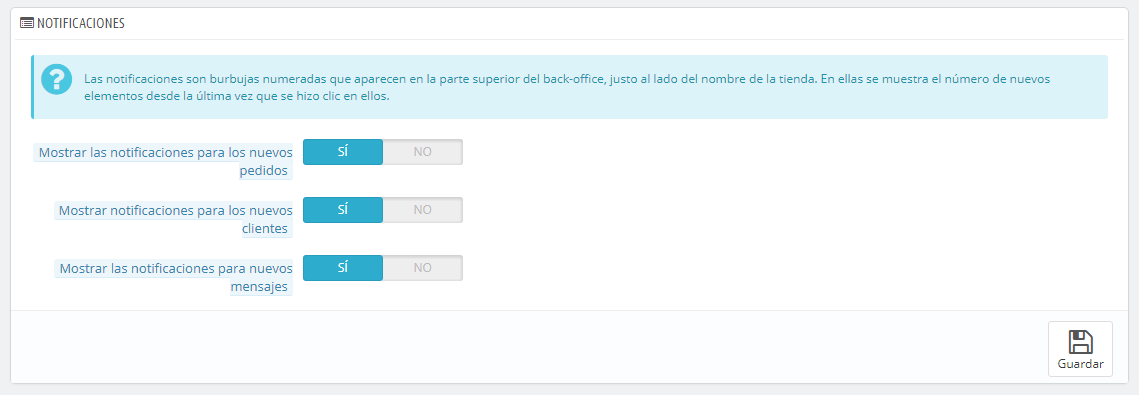 NOTIFICACIONES
Las notificaciones son burbujas numeradas que aparecen en la parte superior del back-office, justo al lado del nombre de la tienda. En ellas se muestra el número de nuevos
elementos desde la última vez que se hizo clic en ellos.
Mostrar las notificaciones para los nuevos
pedidos
SÍ NO
Mostrar notificaciones para los nuevos
clientes
SÍ NO
Mostrar las notificaciones para nuevos
mensajes
SÍ NO
Guardar